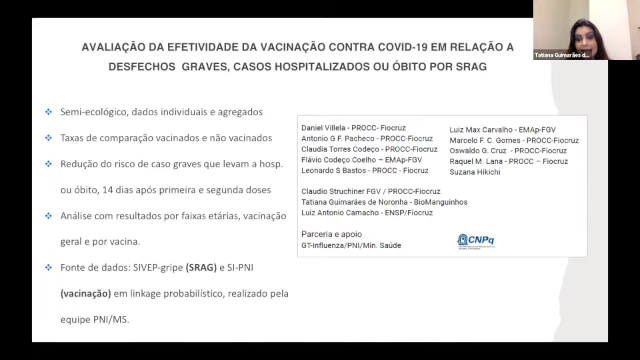 AVALIAÇÃO DA EFETIVIDADE DA VACINAÇÃO CONTRA COVID-19 EM RELAÇÃO A
DESFECHOS GRAVES, CASOS HOSPITALIZADOS OU ÓBITO POR SRAG
Tatiana Guimarães d...
Semi-ecológico, dados individuais e agregados
Taxas de comparação vacinados e não vacinados
Redução do risco de caso graves que levam a hosp.
ou óbito, 14 dias após primeira e segunda doses
Análise com resultados por faixas etárias, vacinação
geral e por vacina.
Fonte de dados: SIVEP-gripe (SRAG) e SI-PNI
(vacinação) em linkage probabilístico, realizado pela
equipe PNI/MS.
Daniel Villela - PROCC-Fiocruz
Antonio G F. Pacheco - PROCC-Fiocruz
Claudia Torres Codeço - PROCC-Fiocruz
Flávio Codeço Coelho – EMAp-FGV
Leonardo S Bastos - PROCC - Fiocruz
Luiz Max Carvalho - EMAp-FGV
Marcelo F. C. Gomes - PROCC-Fiocruz
Oswaldo G. Cruz - PROCC-Fiocruz
Raquel M. Lana - PROCC – Fiocruz
Suzana Hikichi
Claudio Struchiner FGV / PROCC-Fiocruz
Tatiana Guimarães de Noronha - BioManguinhos
Luiz Antonio Camacho - ENSP/Fiocruz
Parceria e apoio
GT-Influenza/PNI/Min. Saúde
CNPq